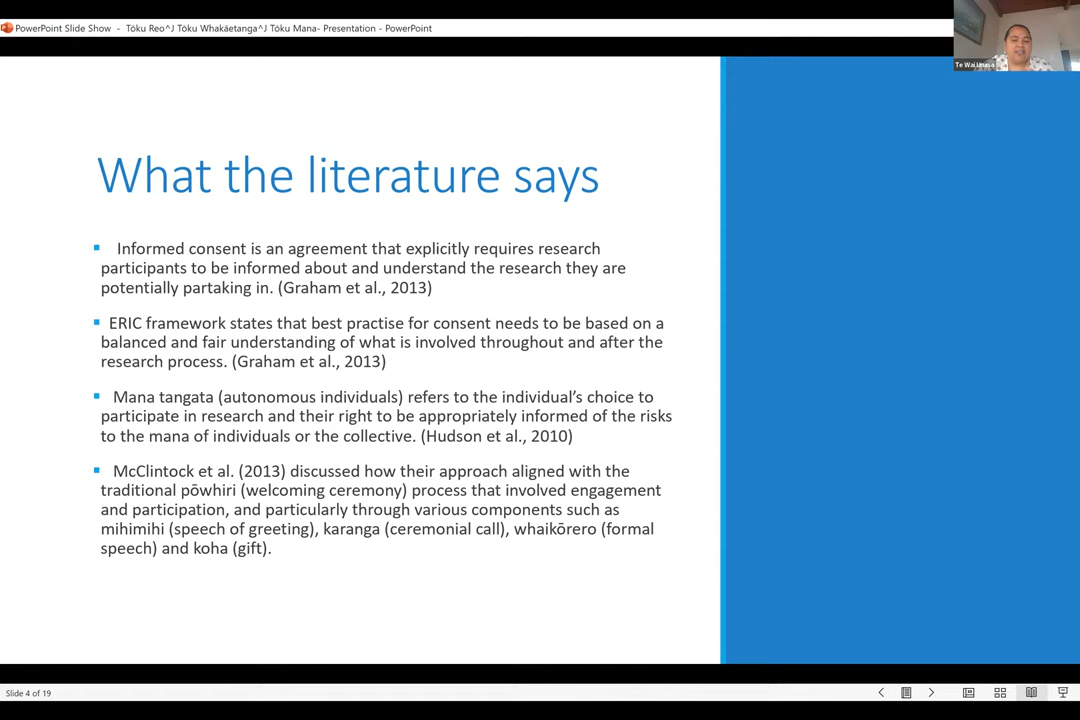 PowerPoint Slide Show - Tōku Reo^J Tōku Whakāetanga^J Tōku Mana- Presentation - PowerPoint
Te Wai Unasa
What the literature says
Informed consent is an agreement that explicitly requires research
participants to be informed about and understand the research they are
potentially partaking in. (Graham et al., 2013)
ERIC framework states that best practise for consent needs to be based on a
balanced and fair understanding of what is involved throughout and after the
research process. (Graham et al., 2013)
Mana tangata (autonomous individuals) refers to the individual's choice to
participate in research and their right to be appropriately informed of the risks
to the mana of individuals or the collective. (Hudson et al., 2010)
McClintock et al. (2013) discussed how their approach aligned with the
traditional pōwhiri (welcoming ceremony) process that involved engagement
and participation, and particularly through various components such as
mihimihi (speech of greeting), karanga (ceremonial call), whaikōrero (formal
speech) and koha (gift).
Slide 4 of 19